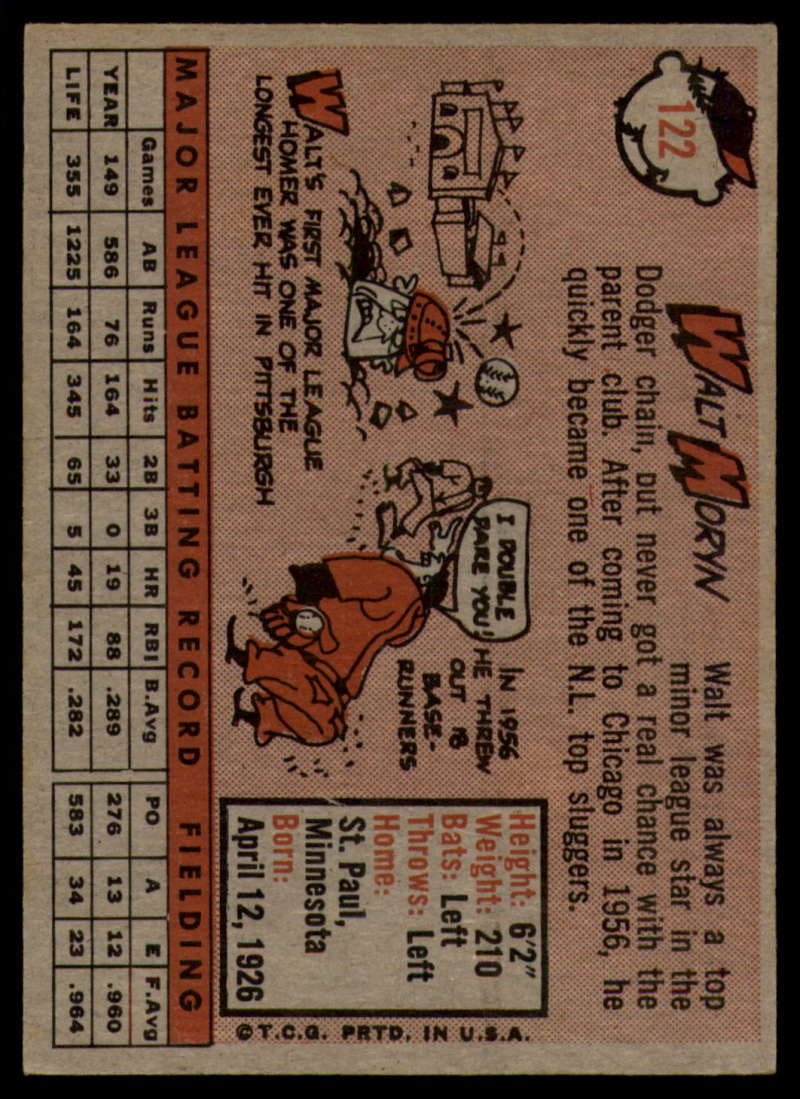 122
WALT MORYN
Walt was always a top
minor league star in the
Dodger chain, but never got a real chance with the
parent club. After coming to Chicago in 1956, he
quickly became one of the N.L. top sluggers.
WALT'S FIRST MAJOR LEAGUE
HOMER WAS ONE OF THE
LONGEST EVER HIT IN PITTSBURGH
I DOUBLE
DARE YOU!
IN 1956
HE THREW
OUT 18
BASE-
RUNNERS
Height: 6'2"
Weight: 210
Bats: Left
Throws: Left
Home:
St. Paul,
Minnesota
Born:
April 12, 1926
© T.C.G. PRTD. IN U.S.A.
MAJOR LEAGUE BATTING RECORD FIELDING
Games AB Runs Hits 2B 3B HR RBI B.Avg PO A E F.Avg
YEAR 149 586 76 164 33 0 19 88 .289 276 13 12 .960
LIFE 355 1225 164 345 65 5 45 172 .282 583 34 23 .964